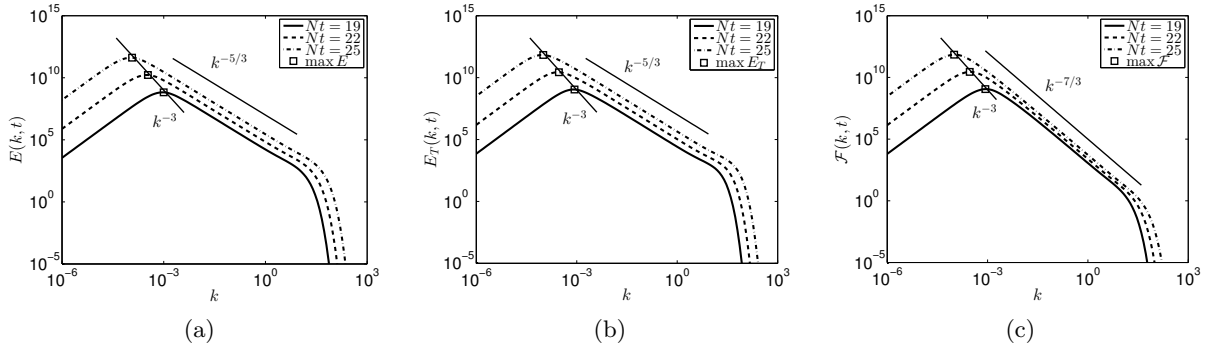 10^15
10^10
10^5
10^0
10^−5
E(k, t)
Nt = 19
Nt = 22
Nt = 25
max E
k^{−5/3}
k^{−3}
10^−6
10^−3
10^0
10^3
k
(a)
10^15
10^10
10^5
10^0
10^−5
E_T(k, t)
Nt = 19
Nt = 22
Nt = 25
max E_T
k^{−5/3}
k^{−3}
10^−6
10^−3
10^0
10^3
k
(b)
10^15
10^10
10^5
10^0
10^−5
ℱ(k, t)
Nt = 19
Nt = 22
Nt = 25
max ℱ
k^{−7/3}
k^{−3}
10^−6
10^−3
10^0
10^3
k
(c)